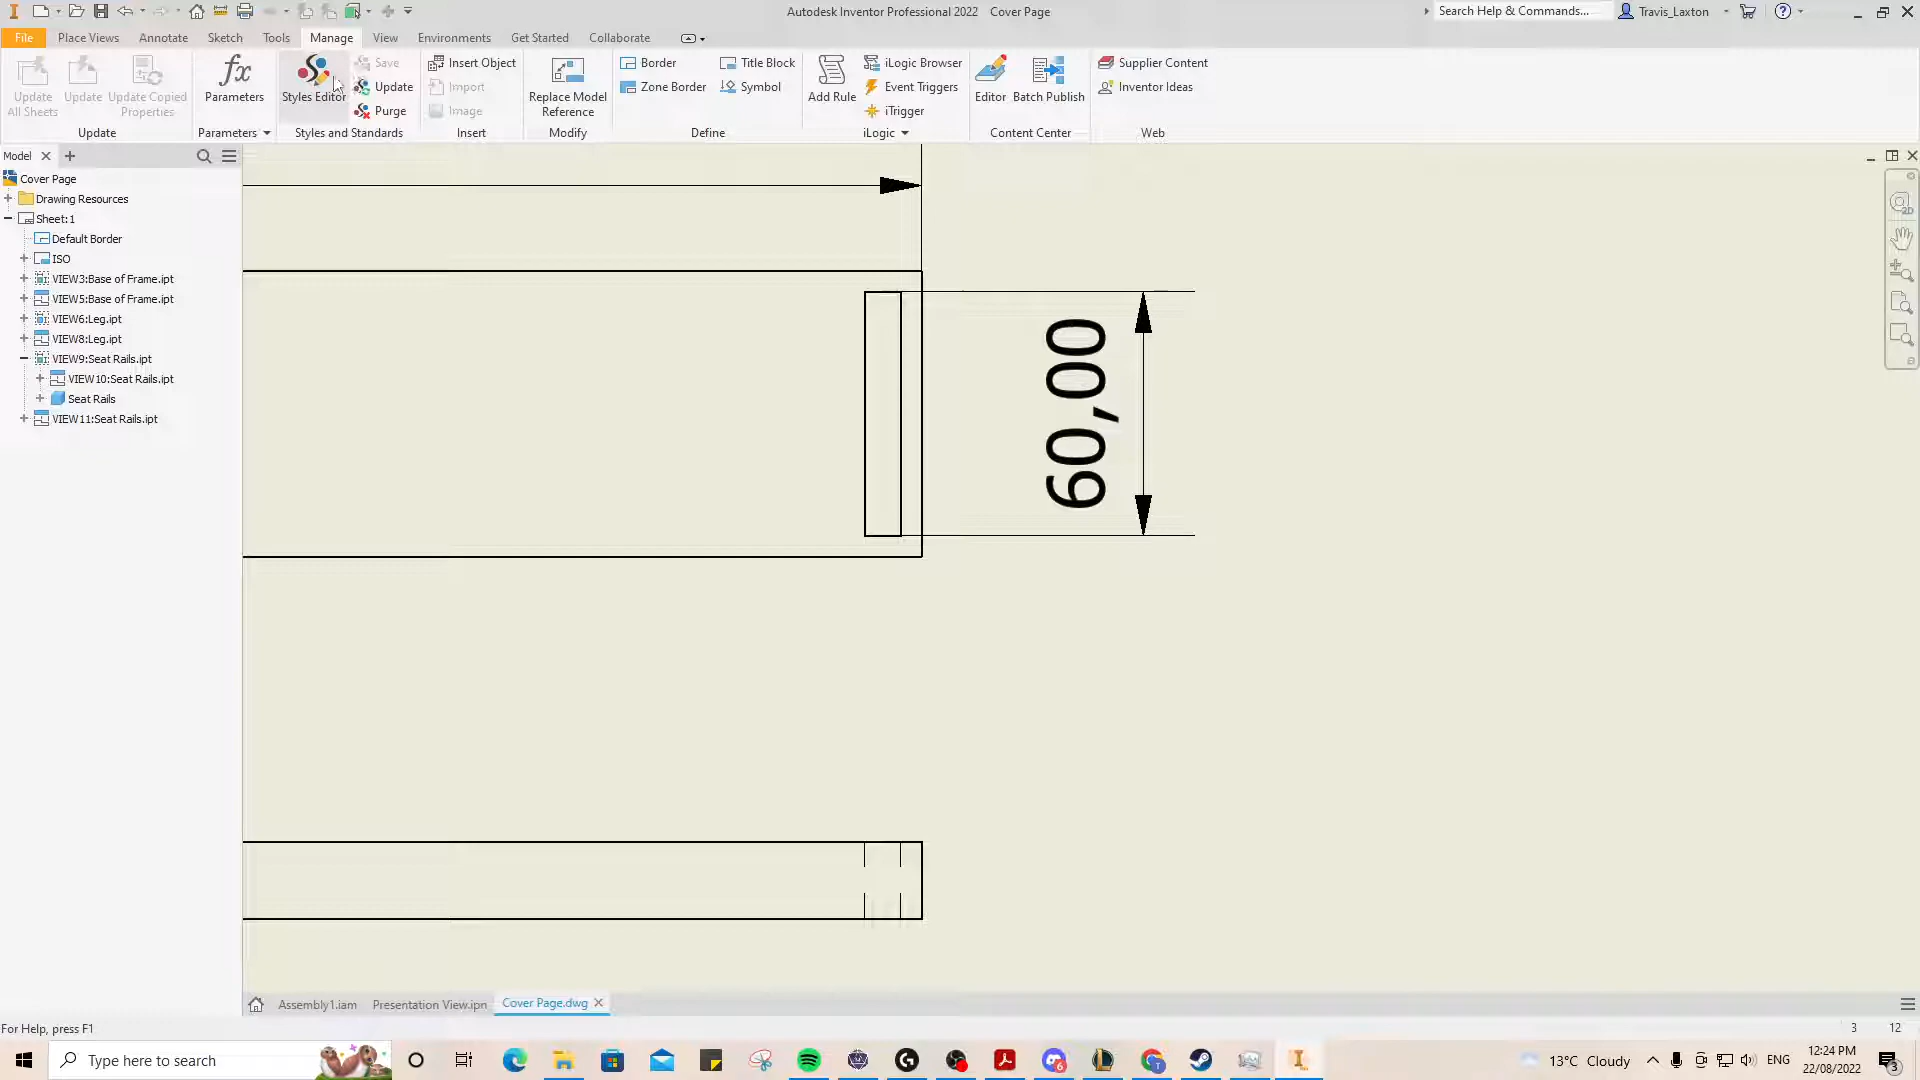 Autodesk Inventor Professional 2022 Cover Page
Search Help & Commands...
Travis_Laxton
File Place Views Annotate Sketch Tools Manage View Environments Get Started Collaborate
Update All Sheets
Update
Update Copied Properties
Update
fx
Parameters
Parameters
Styles Editor
Save
Update
Purge
Styles and Standards
Insert Object
Import
Image
Insert
Replace Model Reference
Modify
Border
Zone Border
Title Block
Symbol
Define
Add Rule
iLogic Browser
Event Triggers
iTrigger
iLogic
Editor
Batch Publish
Content Center
Supplier Content
Inventor Ideas
Web
Model
Cover Page
Drawing Resources
Sheet:1
Default Border
ISO
VIEW3:Base of Frame.ipt
VIEW5:Base of Frame.ipt
VIEW6:Leg.ipt
VIEW8:Leg.ipt
VIEW9:Seat Rails.ipt
VIEW10:Seat Rails.ipt
Seat Rails
VIEW11:Seat Rails.ipt
60,00
2D
Assembly1.iam Presentation View.ipn Cover Page.dwg
For Help, press F1
3 12
Type here to search
13°C Cloudy
ENG
12:24 PM
22/08/2022
3